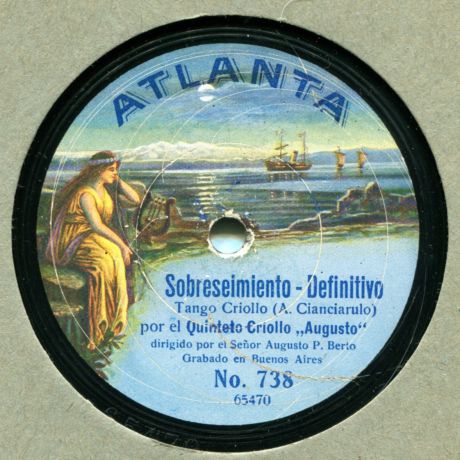 ATLANTA
Sobreseimiento - Definitivo
Tango Criollo (A. Cianciarulo)
por el Quinteto Criollo „Augusto“
dirigido por el Señor Augusto P. Berto
Grabado en Buenos Aires
No. 738
65470